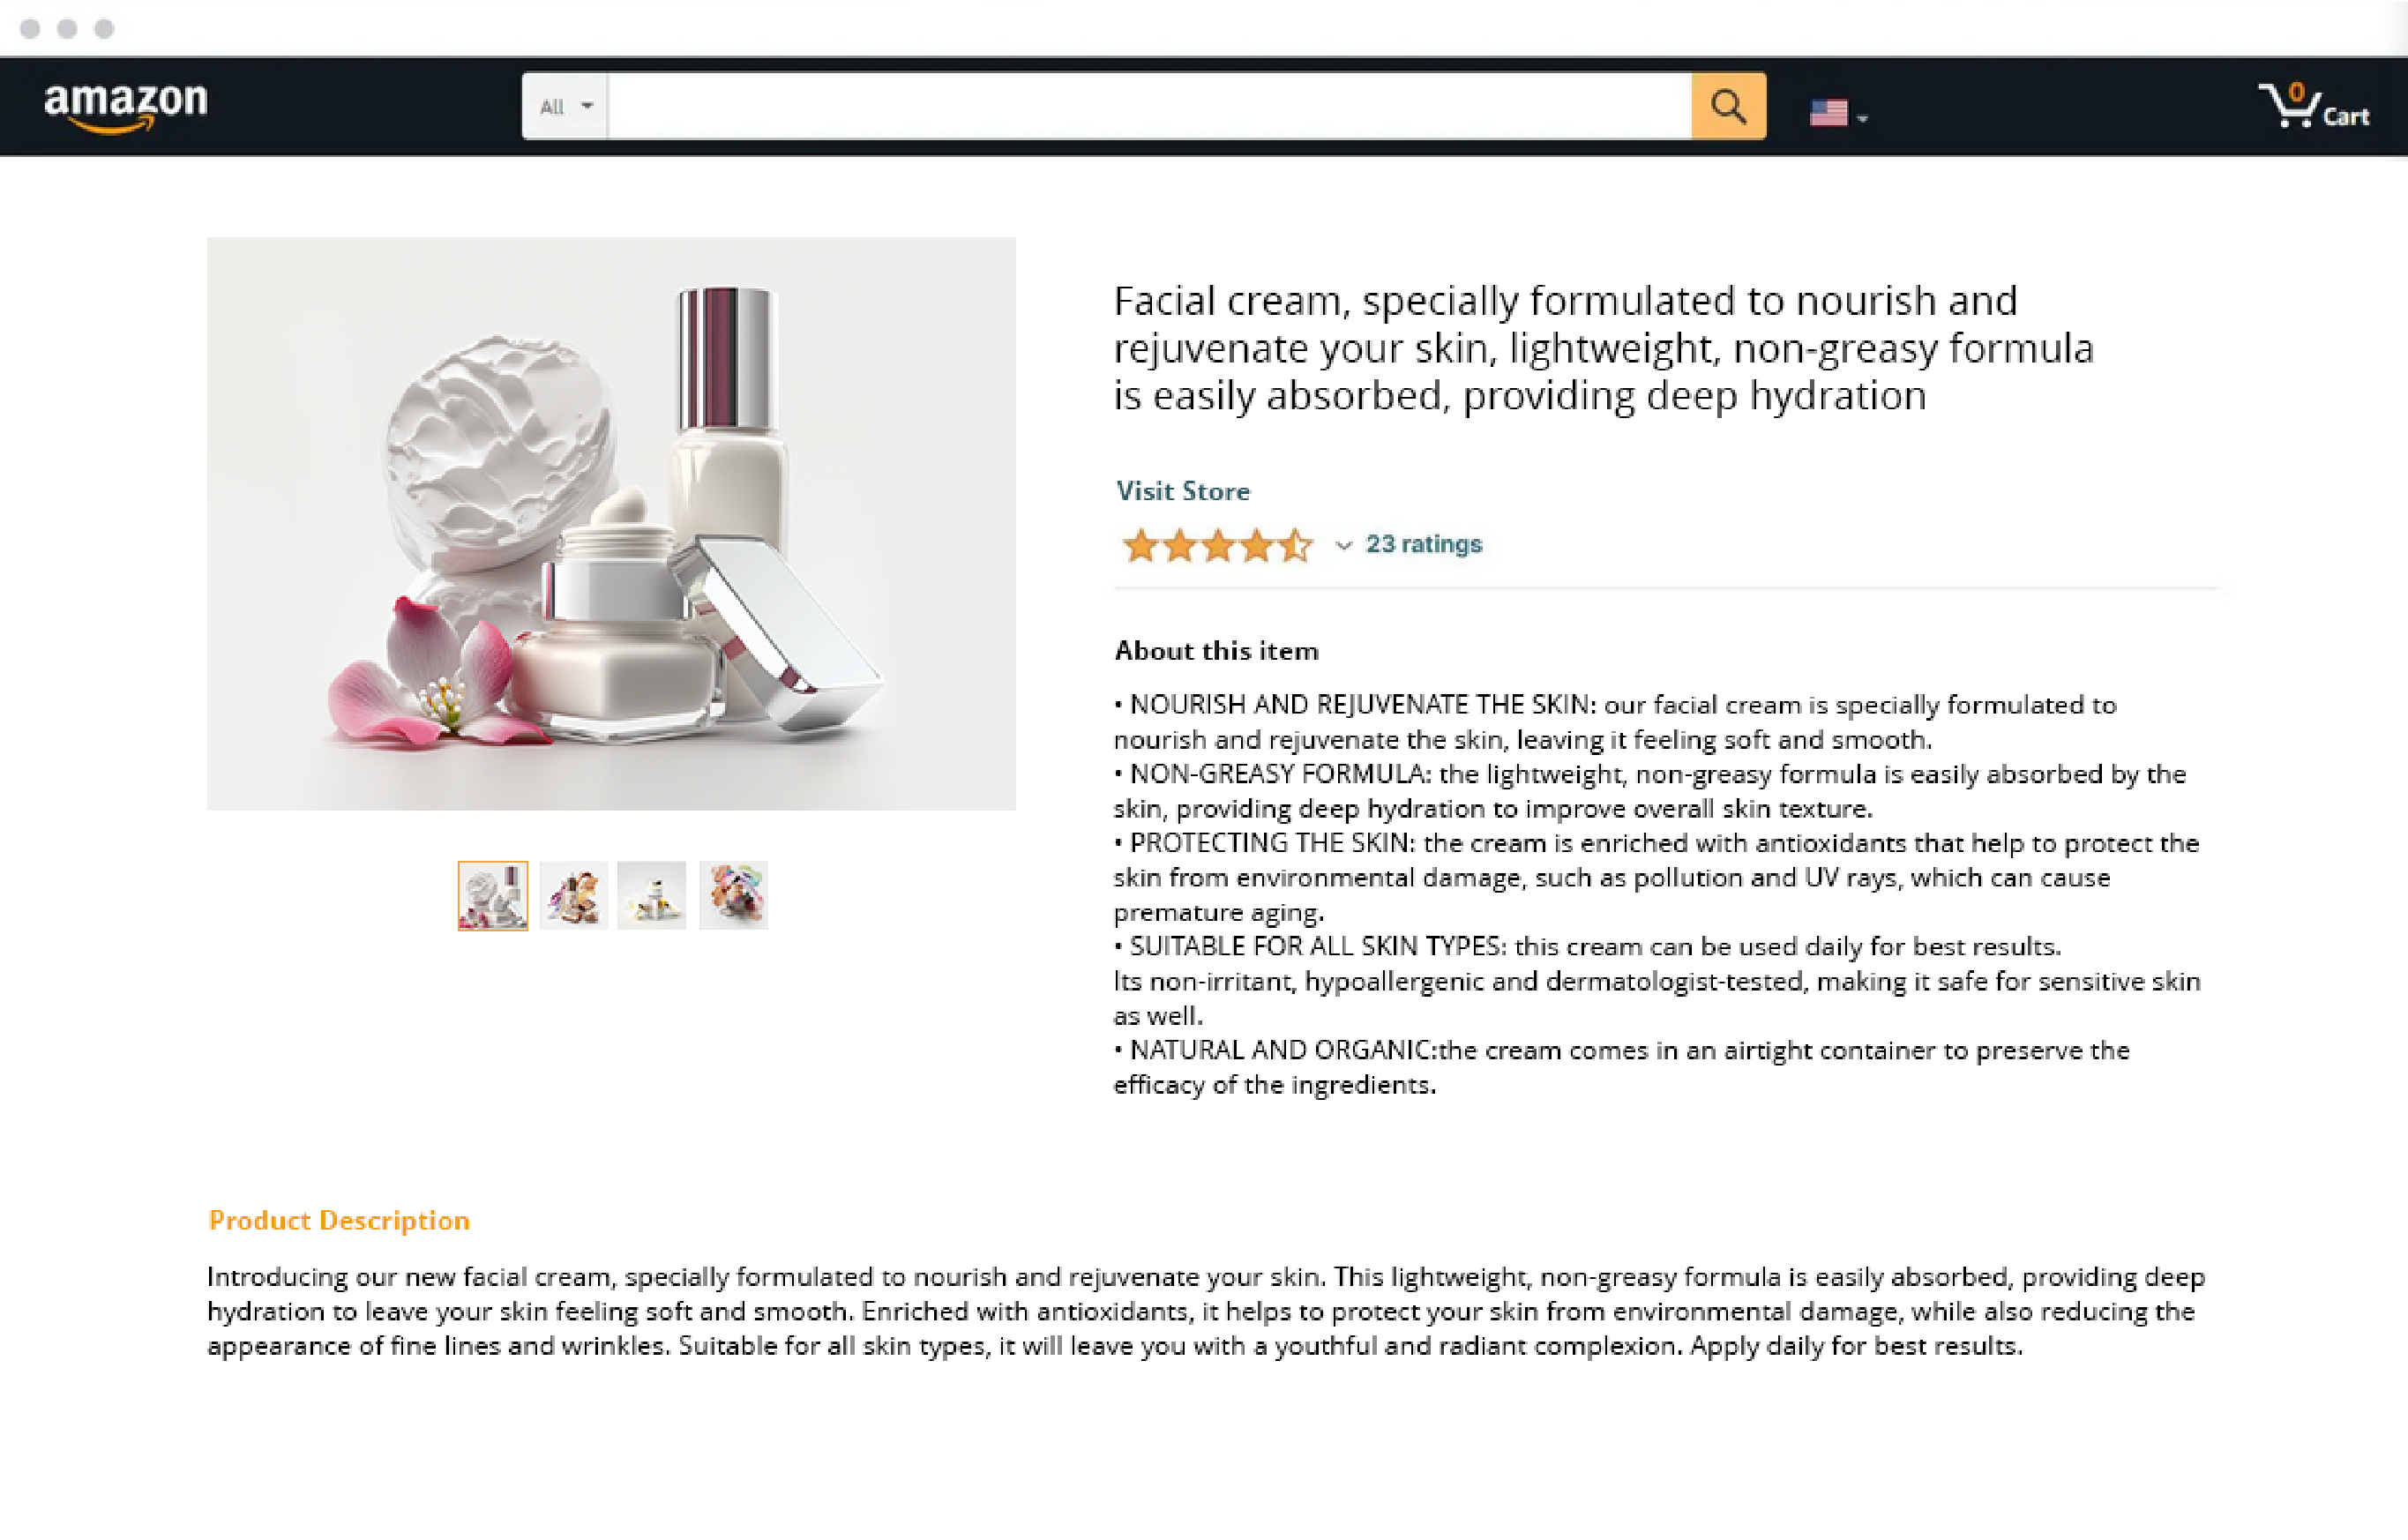 amazon
All
0
Cart
Facial cream, specially formulated to nourish and
rejuvenate your skin, lightweight, non-greasy formula
is easily absorbed, providing deep hydration
Visit Store
23 ratings
About this item
• NOURISH AND REJUVENATE THE SKIN: our facial cream is specially formulated to
nourish and rejuvenate the skin, leaving it feeling soft and smooth.
• NON-GREASY FORMULA: the lightweight, non-greasy formula is easily absorbed by the
skin, providing deep hydration to improve overall skin texture.
• PROTECTING THE SKIN: the cream is enriched with antioxidants that help to protect the
skin from environmental damage, such as pollution and UV rays, which can cause
premature aging.
• SUITABLE FOR ALL SKIN TYPES: this cream can be used daily for best results.
Its non-irritant, hypoallergenic and dermatologist-tested, making it safe for sensitive skin
as well.
• NATURAL AND ORGANIC:the cream comes in an airtight container to preserve the
efficacy of the ingredients.
Product Description
Introducing our new facial cream, specially formulated to nourish and rejuvenate your skin. This lightweight, non-greasy formula is easily absorbed, providing deep
hydration to leave your skin feeling soft and smooth. Enriched with antioxidants, it helps to protect your skin from environmental damage, while also reducing the
appearance of fine lines and wrinkles. Suitable for all skin types, it will leave you with a youthful and radiant complexion. Apply daily for best results.